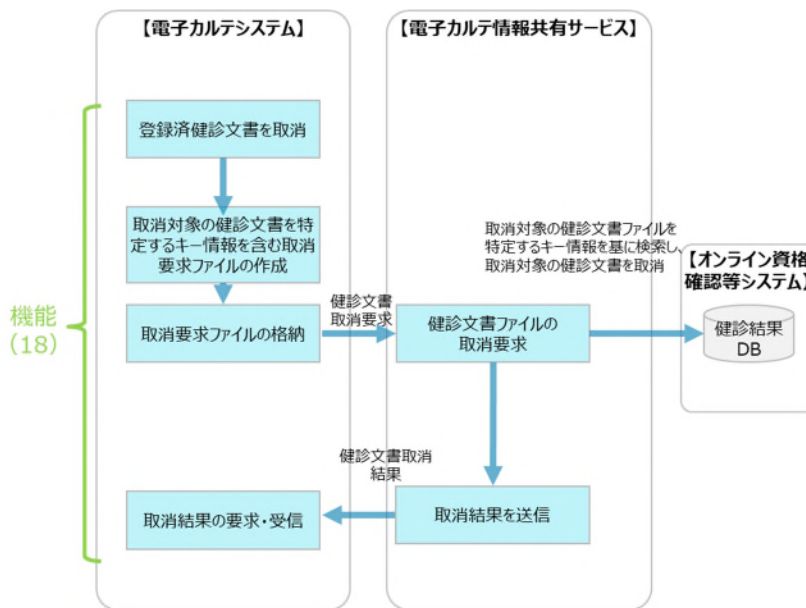 【電子カルテシステム】
【電子カルテ情報共有サービス】
登録済健診文書を取消
取消対象の健診文書を特
定するキー情報を含む取消
要求ファイルの作成
取消対象の健診文書ファイルを
特定するキー情報を基に検索し、
取消対象の健診文書を取消
【オンライン資格
確認等システム】
機能
(18)
取消要求ファイルの格納
健診文書
取消要求
健診文書ファイルの
取消要求
健診結果
DB
健診文書取消
結果
取消結果の要求・受信
取消結果を送信